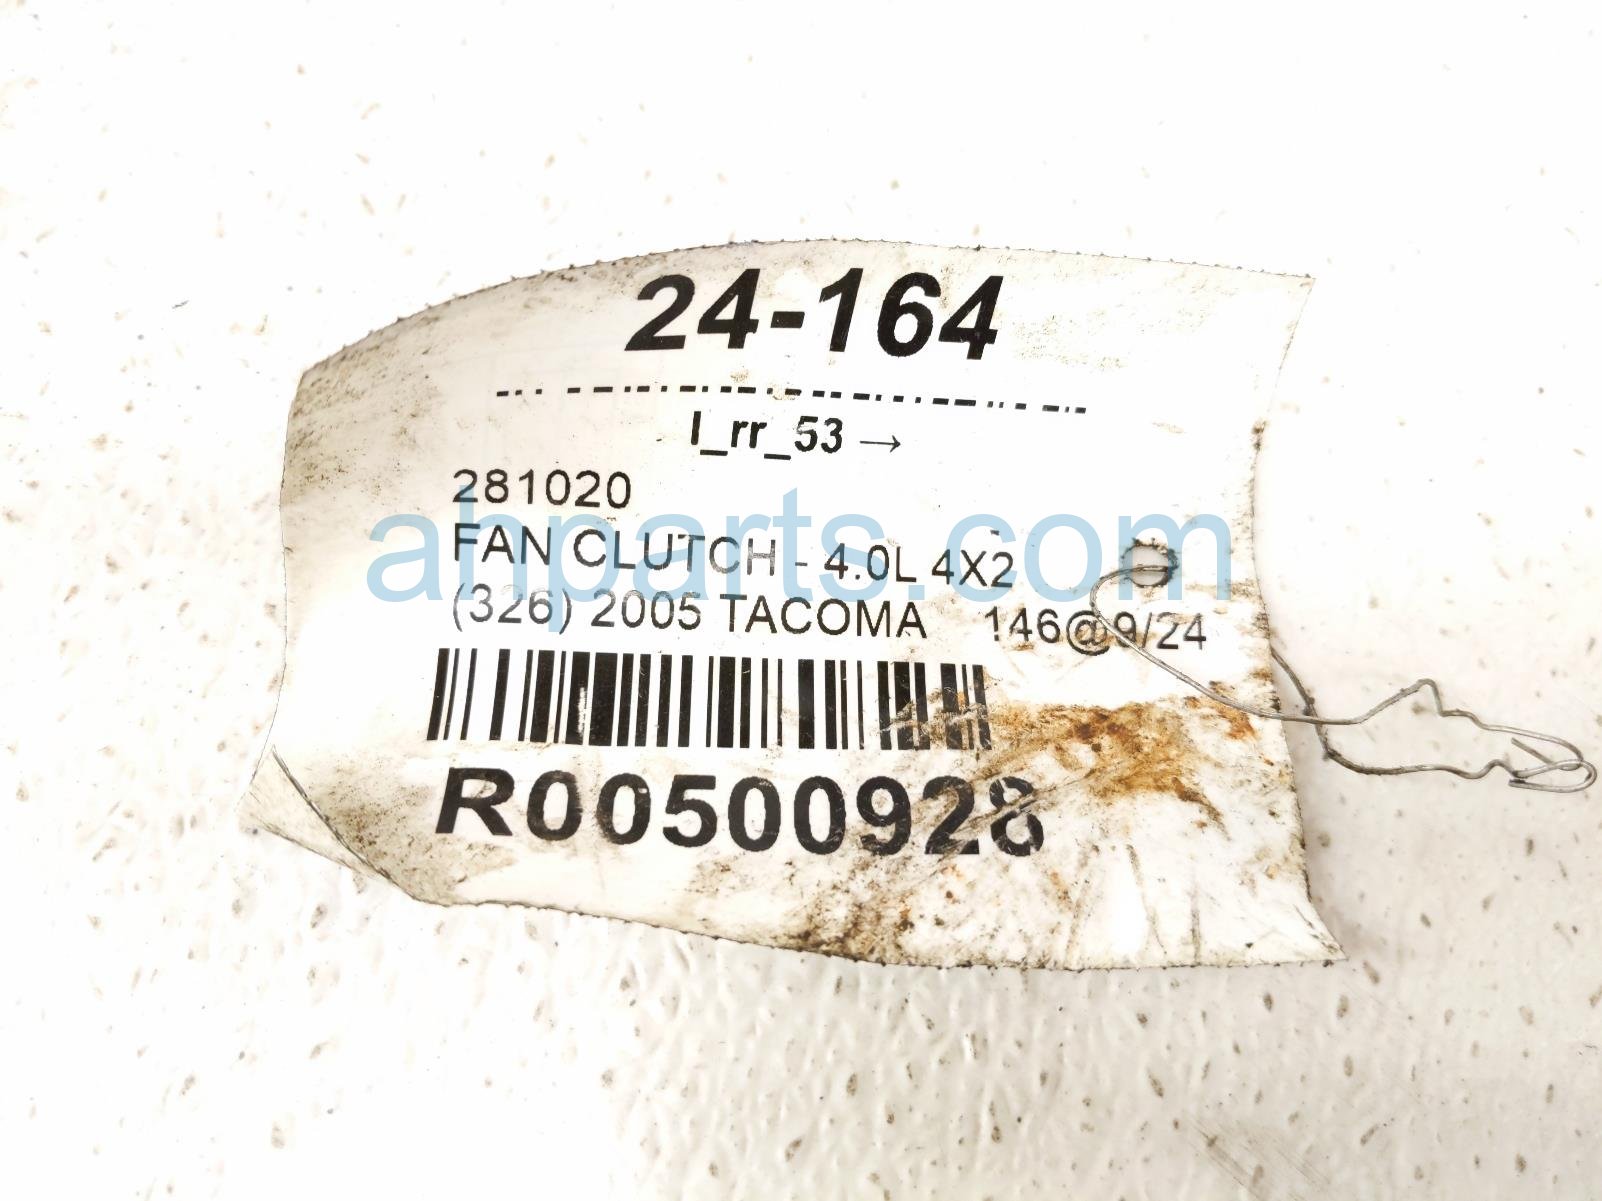 24-164
l_rr_53 →
281020
ahparts.com
FAN CLUTCH - 4.0L 4X2
(326) 2005 TACOMA 146@9/24
R00500928